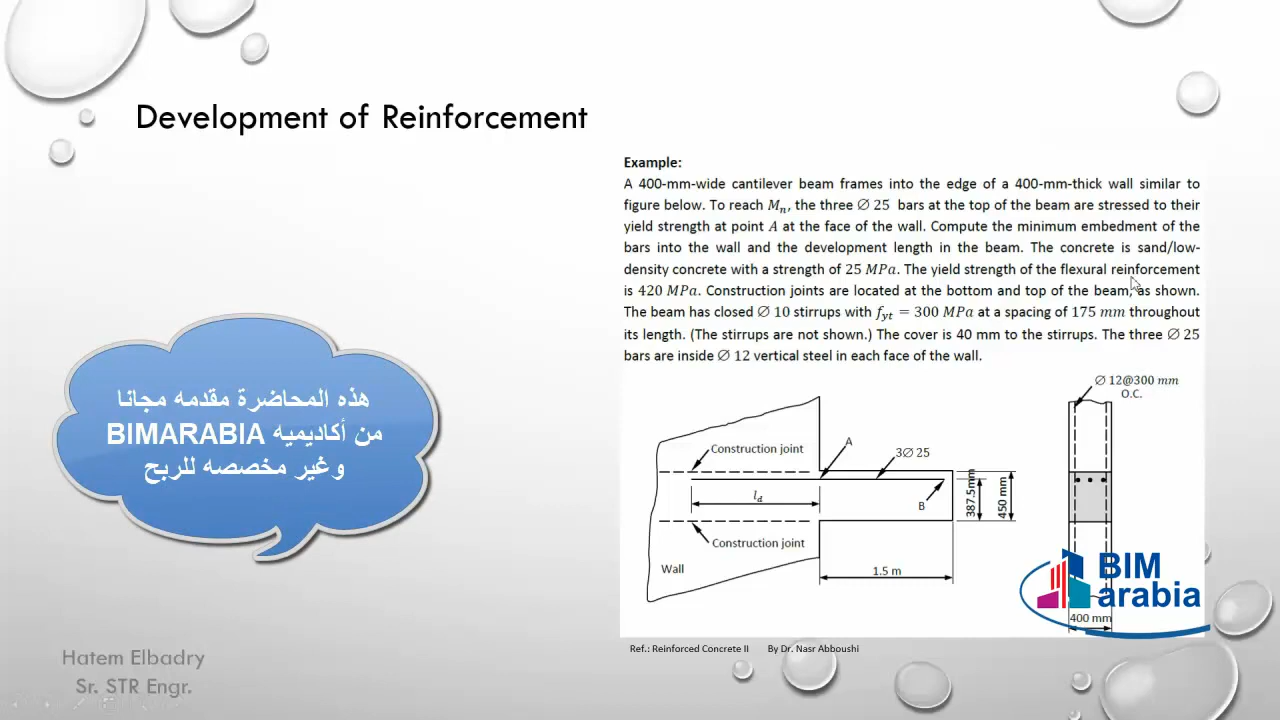 Development of Reinforcement
Example:
A 400-mm-wide cantilever beam frames into the edge of a 400-mm-thick wall similar to
figure below. To reach Mₙ, the three ∅ 25 bars at the top of the beam are stressed to their
yield strength at point A at the face of the wall. Compute the minimum embedment of the
bars into the wall and the development length in the beam. The concrete is sand/low-
density concrete with a strength of 25 MPa. The yield strength of the flexural reinforcement
is 420 MPa. Construction joints are located at the bottom and top of the beam, as shown.
The beam has closed ∅ 10 stirrups with fyt = 300 MPa at a spacing of 175 mm throughout
its length. (The stirrups are not shown.) The cover is 40 mm to the stirrups. The three ∅ 25
bars are inside ∅ 12 vertical steel in each face of the wall.
∅ 12@300 mm
O.C.
Construction joint
A
3∅ 25
ld
B
387.5mm
450 mm
Construction joint
Wall
1.5 m
400 mm
BIM
arabia
Ref.: Reinforced Concrete II By Dr. Nasr Abboushi
هذه المحاضرة مقدمه مجانا
من أكاديميه BIMARABIA
وغير مخصصه للربح
Hatem Elbadry
Sr. STR Engr.